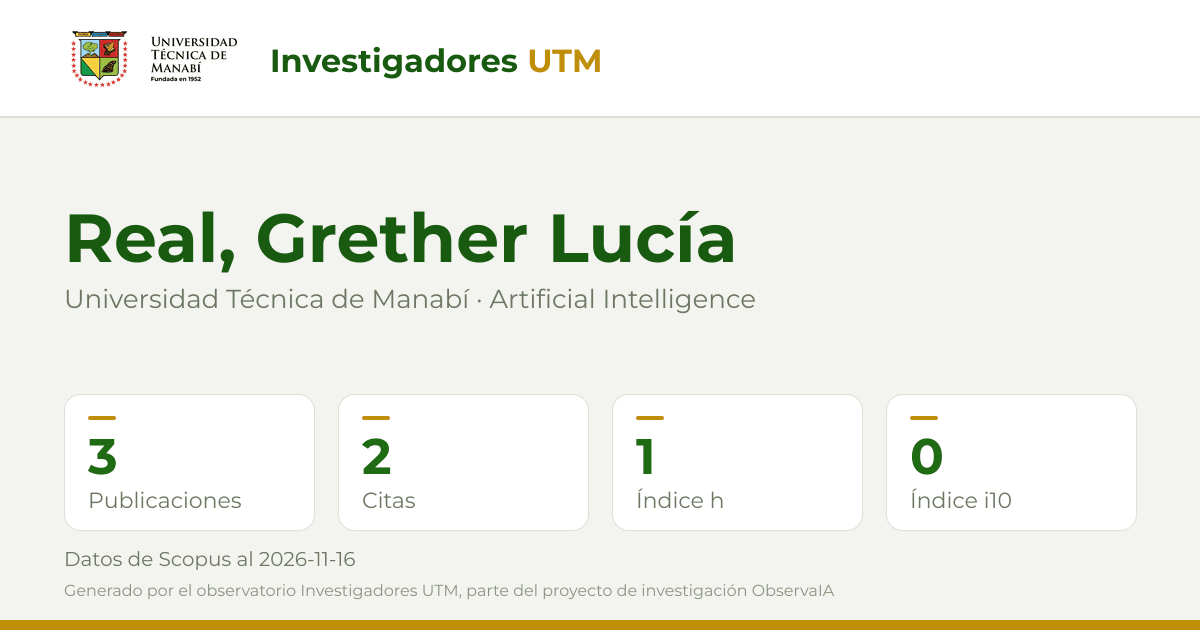 UNIVERSIDAD
TÉCNICA DE
MANABÍ
Fundada en 1952
Investigadores UTM
Real, Grether Lucía
Universidad Técnica de Manabí · Artificial Intelligence
3
Publicaciones
2
Citas
1
Índice h
0
Índice i10
Datos de Scopus al 2026-11-16
Generado por el observatorio Investigadores UTM, parte del proyecto de investigación ObservaIA